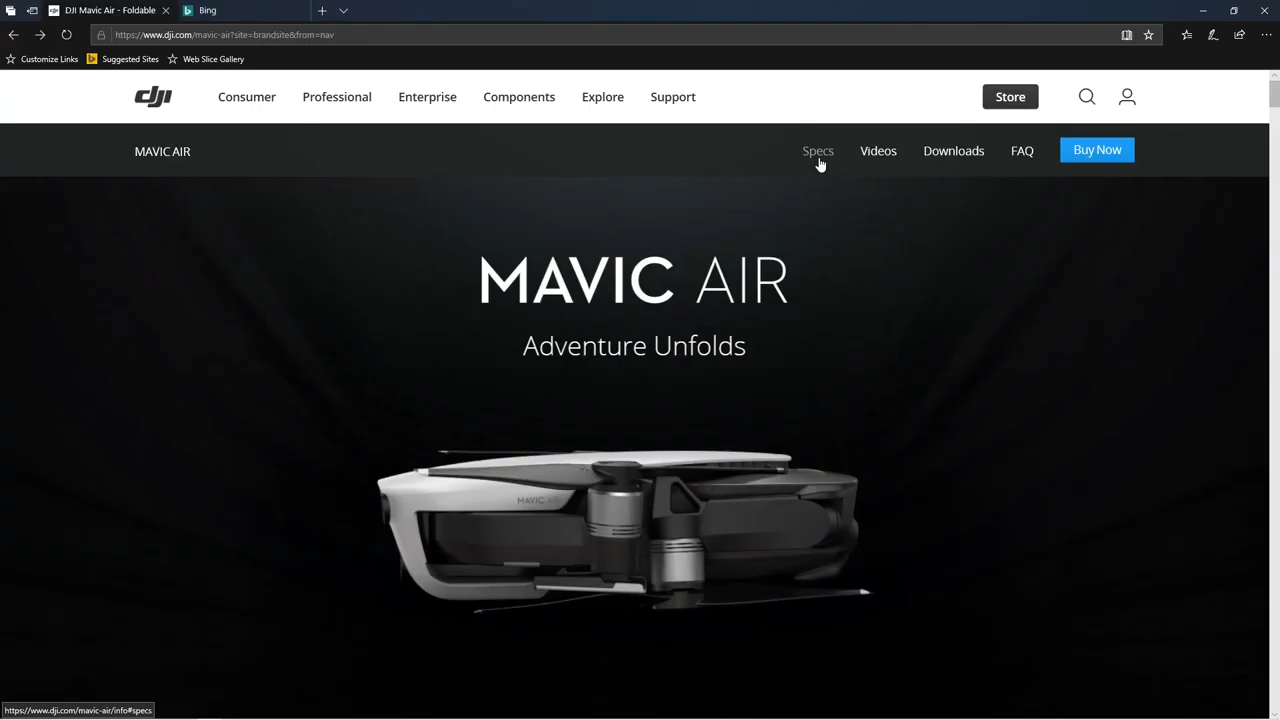 DJI Mavic Air - Foldable
Bing
https://www.dji.com/mavic-air?site=brandsite&from=nav
Customize Links
Suggested Sites
Web Slice Gallery
dji
Consumer
Professional
Enterprise
Components
Explore
Support
Store
MAVIC AIR
Specs
Videos
Downloads
FAQ
Buy Now
MAVIC AIR
Adventure Unfolds
MAVIC AIR
https://www.dji.com/mavic-air/info#specs